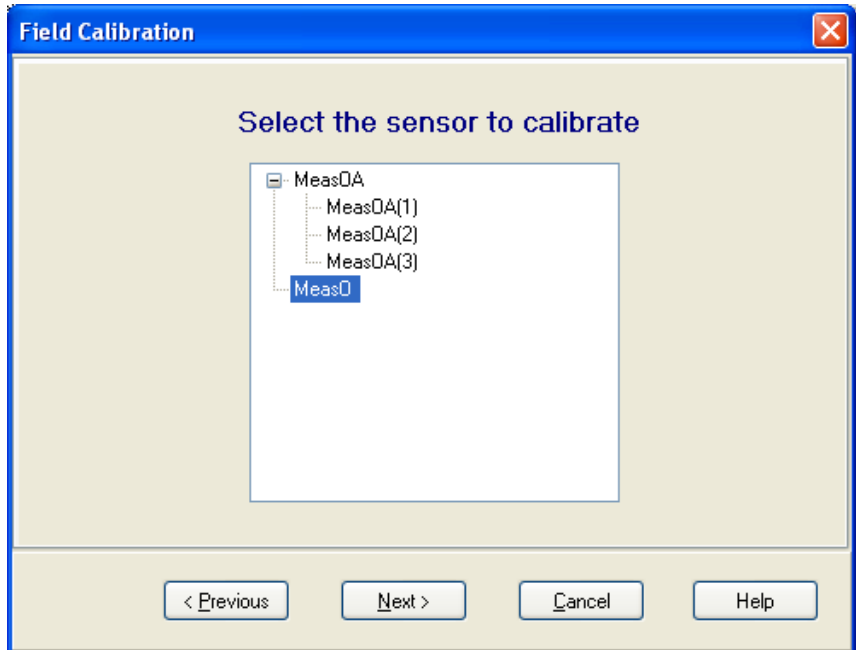 Field Calibration
Select the sensor to calibrate
MeasOA
MeasOA(1)
MeasOA(2)
MeasOA(3)
MeasO
< Previous
Next >
Cancel
Help